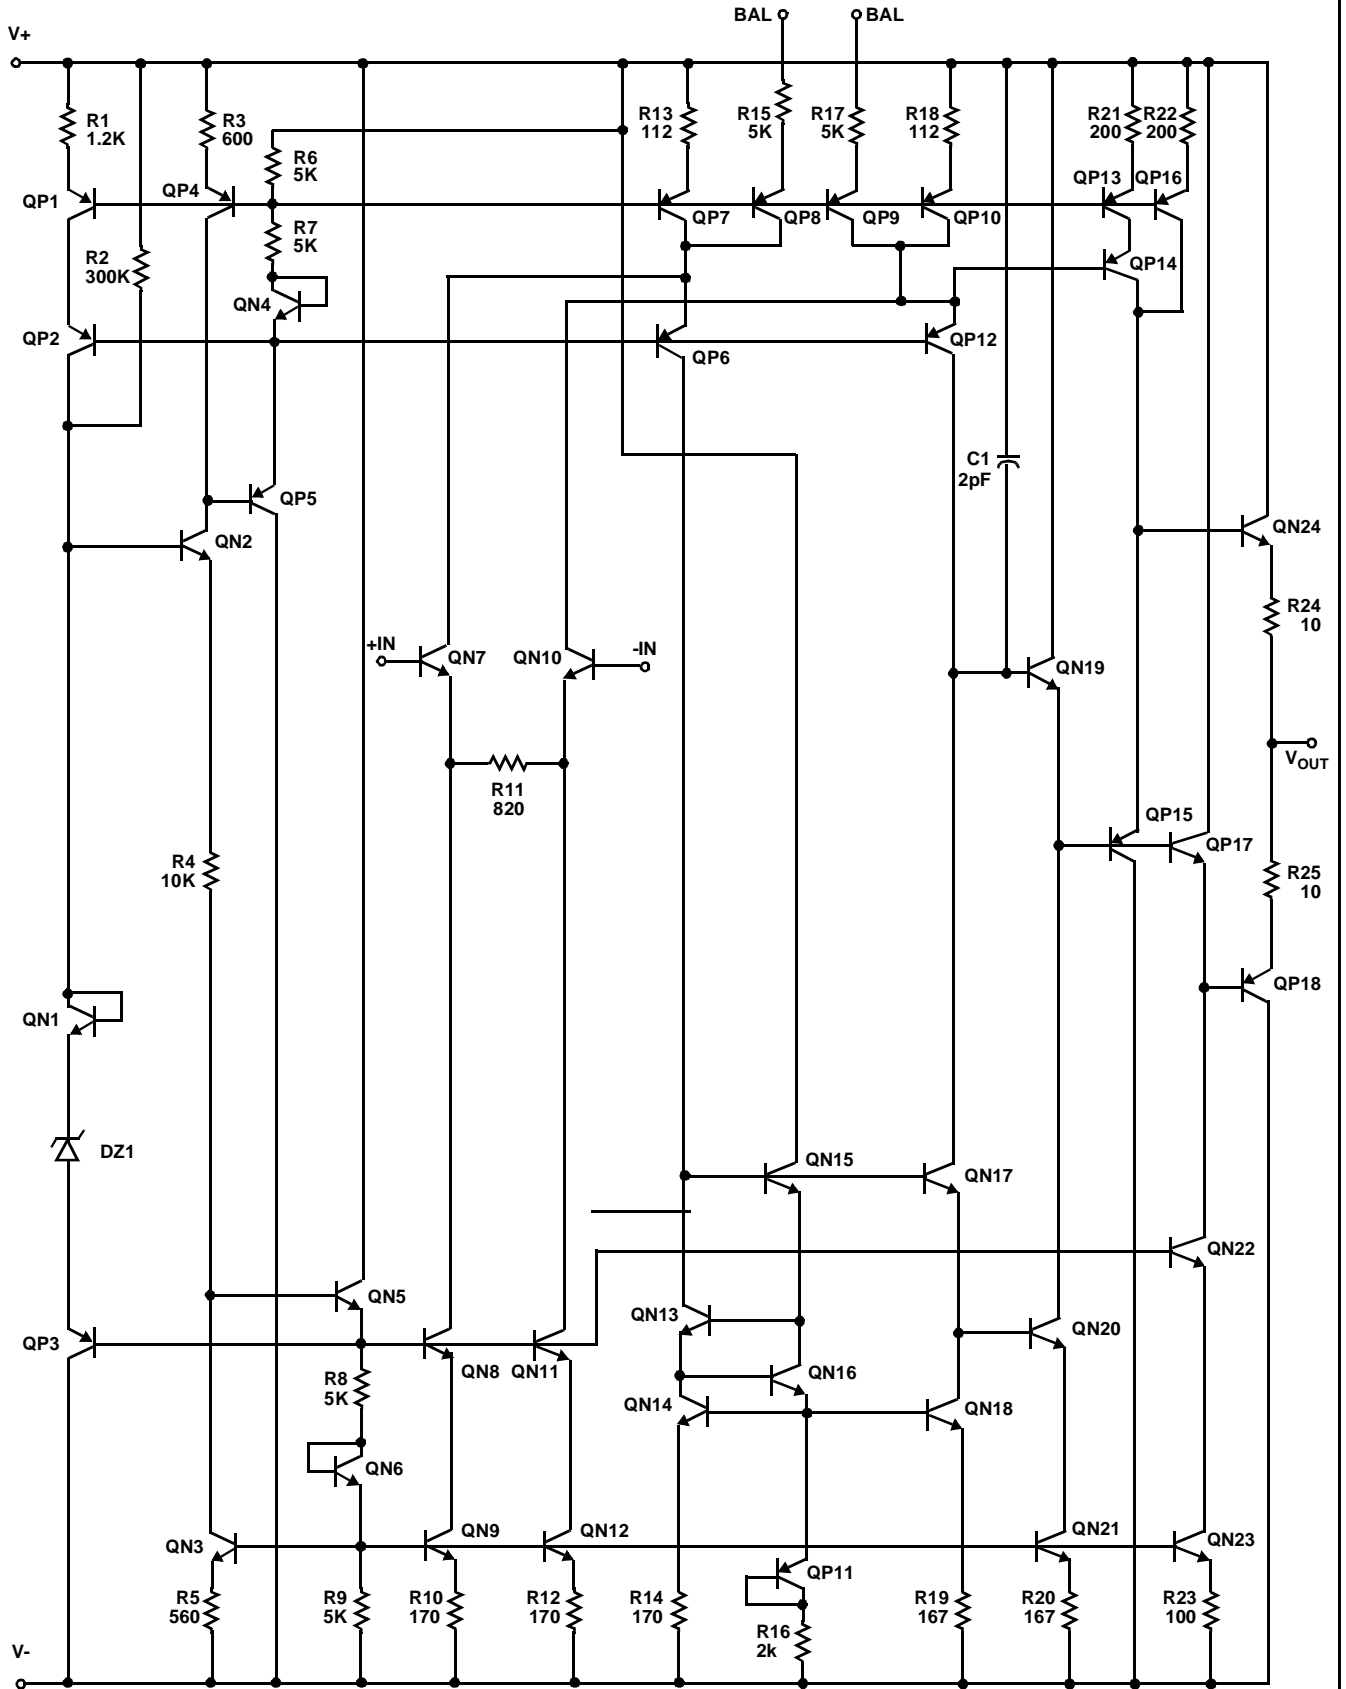 BAL
BAL
V+
R1
1.2K
R3
600
R13
112
R15
5K
R17
5K
R18
112
R21
200
R22
200
R6
5K
QP1
QP4
QP13
QP16
QP7
QP8
QP9
QP10
R7
5K
R2
300K
QP14
QN4
QP2
QP6
QP12
C1
2pF
QP5
QN2
QN24
R24
10
+IN
QN7
QN10
-IN
QN19
VOUT
R11
820
QP15
QP17
R4
10K
R25
10
QP18
QN1
DZ1
QN15
QN17
QN22
QN5
QN13
QN20
QP3
QN8
QN11
R8
5K
QN16
QN14
QN18
QN6
QN3
QN9
QN12
QN21
QN23
QP11
R5
560
R9
5K
R10
170
R12
170
R14
170
R16
2k
R19
167
R20
167
R23
100
V-